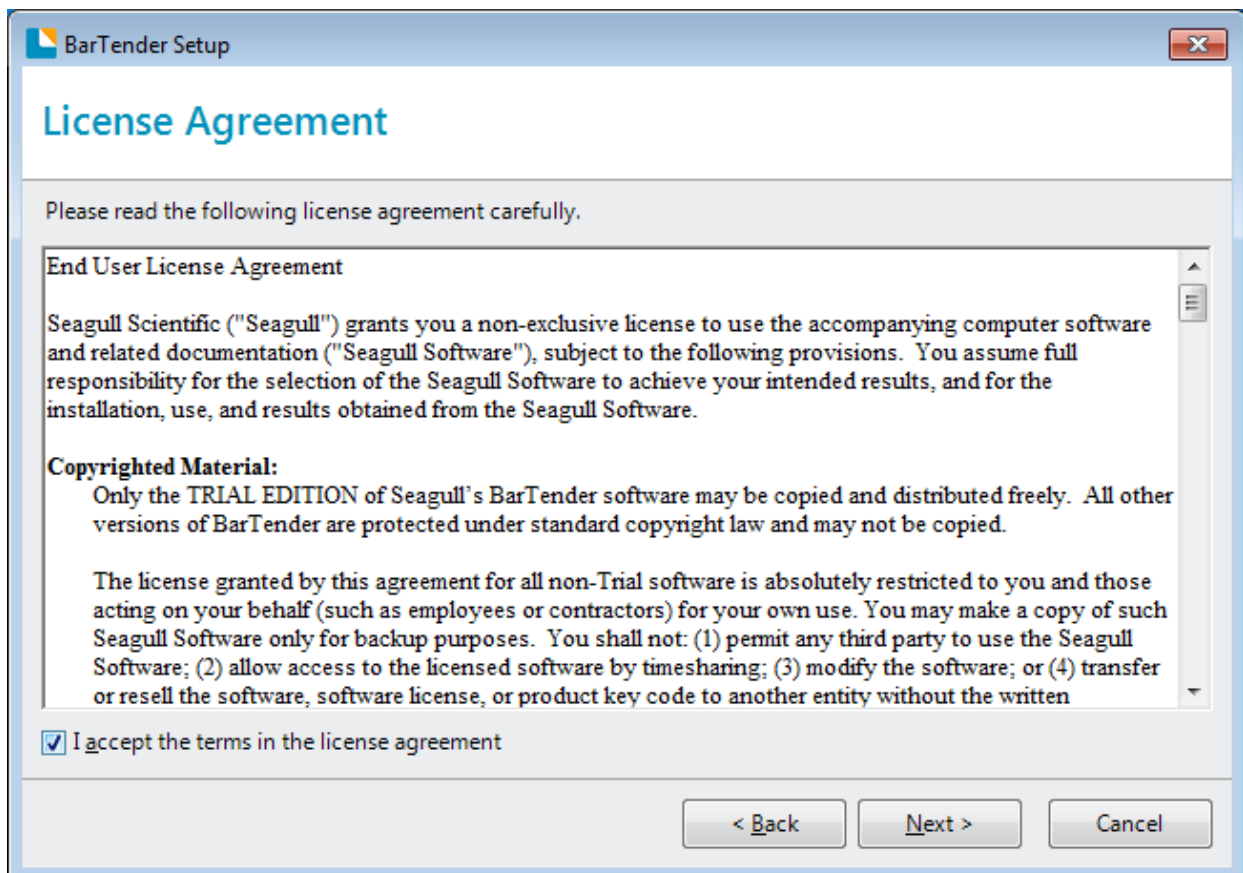 BarTender Setup
License Agreement
Please read the following license agreement carefully.
End User License Agreement
Seagull Scientific ("Seagull") grants you a non-exclusive license to use the accompanying computer software
and related documentation ("Seagull Software"), subject to the following provisions.  You assume full
responsibility for the selection of the Seagull Software to achieve your intended results, and for the
installation, use, and results obtained from the Seagull Software.
Copyrighted Material:
Only the TRIAL EDITION of Seagull’s BarTender software may be copied and distributed freely.  All other
versions of BarTender are protected under standard copyright law and may not be copied.
The license granted by this agreement for all non-Trial software is absolutely restricted to you and those
acting on your behalf (such as employees or contractors) for your own use. You may make a copy of such
Seagull Software only for backup purposes.  You shall not: (1) permit any third party to use the Seagull
Software; (2) allow access to the licensed software by timesharing; (3) modify the software; or (4) transfer
or resell the software, software license, or product key code to another entity without the written
I accept the terms in the license agreement
< Back
Next >
Cancel